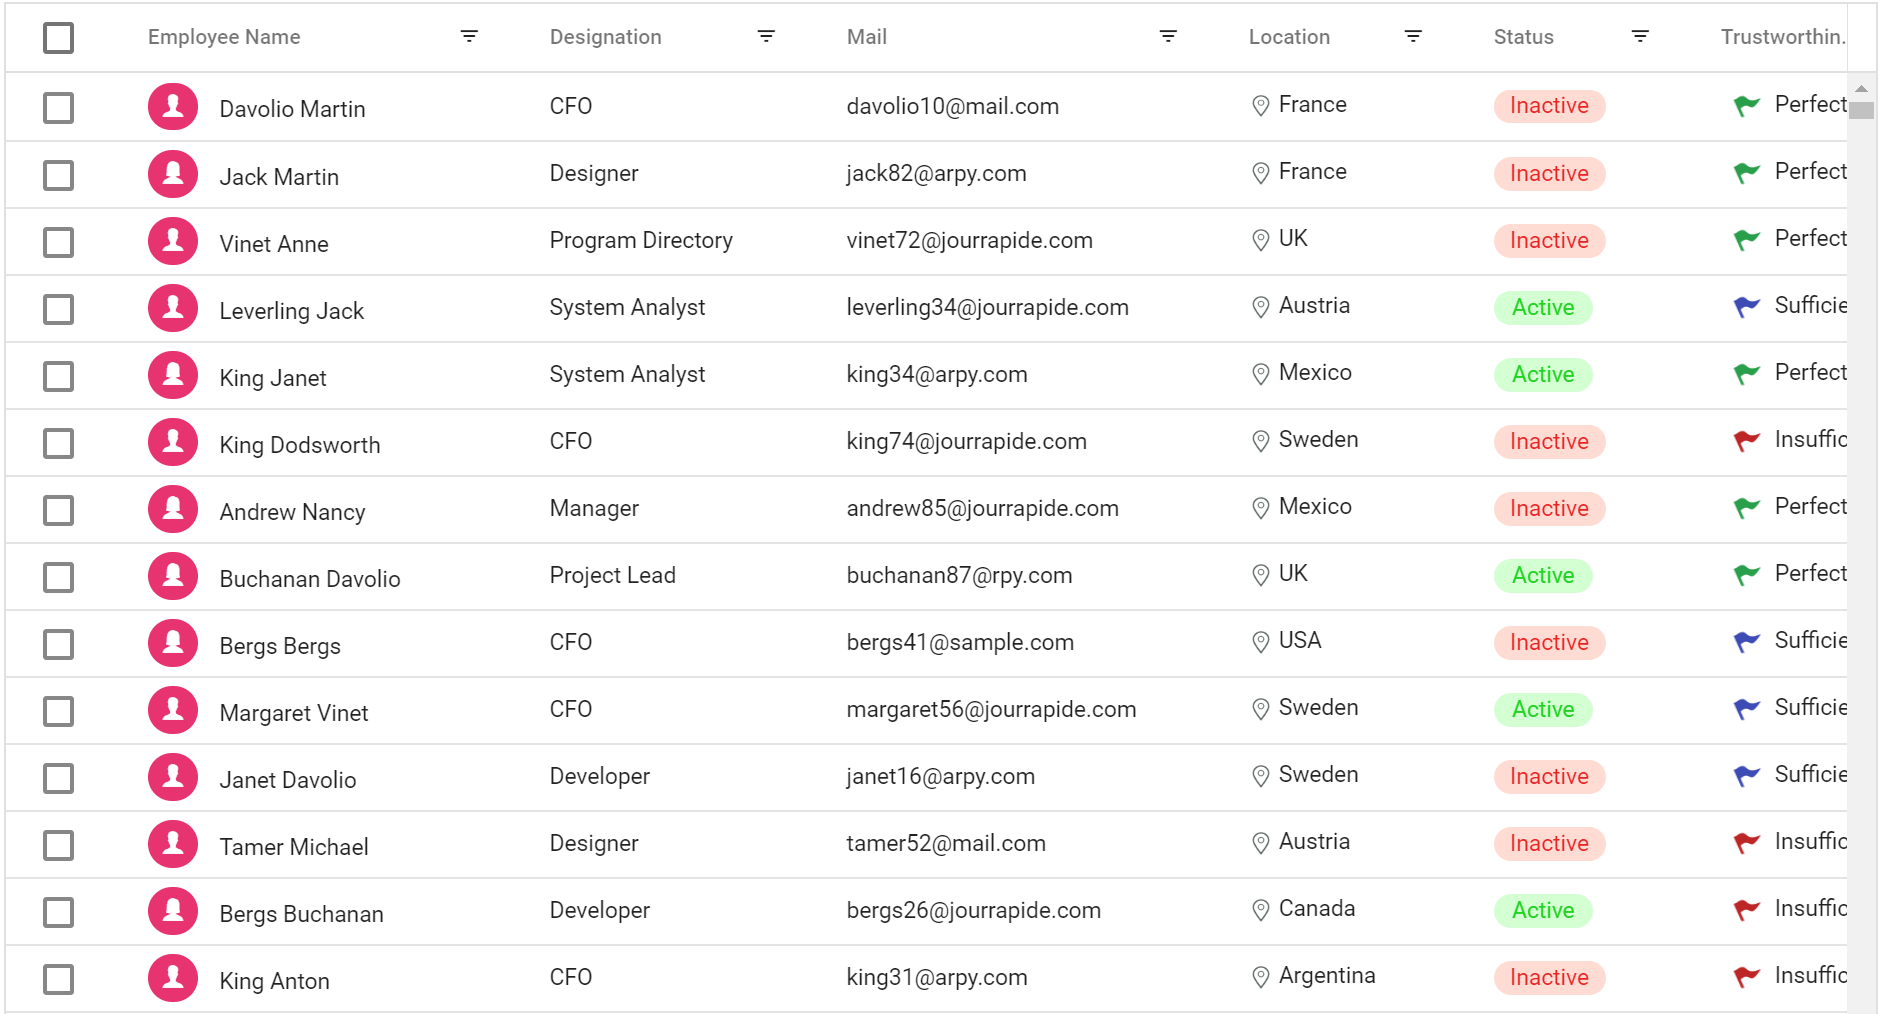 Employee Name Designation Mail Location Status Trustworthin.
Davolio Martin CFO davolio10@mail.com France Inactive Perfect
Jack Martin Designer jack82@arpy.com France Inactive Perfect
Vinet Anne Program Directory vinet72@jourrapide.com UK Inactive Perfect
Leverling Jack System Analyst leverling34@jourrapide.com Austria Active Sufficie
King Janet System Analyst king34@arpy.com Mexico Active Perfect
King Dodsworth CFO king74@jourrapide.com Sweden Inactive Insuffic
Andrew Nancy Manager andrew85@jourrapide.com Mexico Inactive Perfect
Buchanan Davolio Project Lead buchanan87@rpy.com UK Active Perfect
Bergs Bergs CFO bergs41@sample.com USA Inactive Sufficie
Margaret Vinet CFO margaret56@jourrapide.com Sweden Active Sufficie
Janet Davolio Developer janet16@arpy.com Sweden Inactive Sufficie
Tamer Michael Designer tamer52@mail.com Austria Inactive Insuffic
Bergs Buchanan Developer bergs26@jourrapide.com Canada Active Insuffic
King Anton CFO king31@arpy.com Argentina Inactive Insuffic